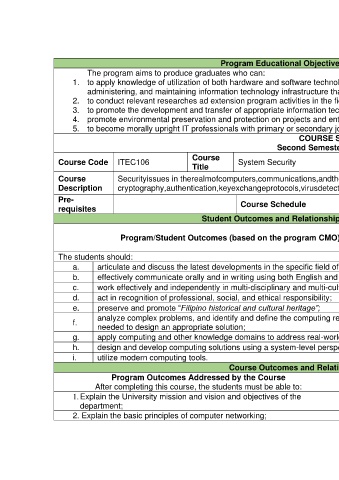 Program Educational Objective
The program aims to produce graduates who can:
1. to apply knowledge of utilization of both hardware and software technol
administering, and maintaining information technology infrastructure tha
2. to conduct relevant researches ad extension program activities in the fi
3. to promote the development and transfer of appropriate information tec
4. promote environmental preservation and protection on projects and ent
5. to become morally upright IT professionals with primary or secondary jo
COURSE S
Second Semeste
Course Code ITEC106 Course Title System Security
Course Description Securityissues in therealmofcomputers,communications,andth
cryptography,authentication,keyexchangeprotocols,virusdetect
Pre-requisites Course Schedule
Student Outcomes and Relationship
Program/Student Outcomes (based on the program CMO)
The students should:
a. articulate and discuss the latest developments in the specific field of
b. effectively communicate orally and in writing using both English and
c. work effectively and independently in multi-disciplinary and multi-cult
d. act in recognition of professional, social, and ethical responsibility;
e. preserve and promote "Filipino historical and cultural heritage";
f. analyze complex problems, and identify and define the computing re
needed to design an appropriate solution;
g. apply computing and other knowledge domains to address real-worl
h. design and develop computing solutions using a system-level perspe
i. utilize modern computing tools.
Course Outcomes and Relati
Program Outcomes Addressed by the Course
After completing this course, the students must be able to:
1. Explain the University mission and vision and objectives of the
department;
2. Explain the basic principles of computer networking;